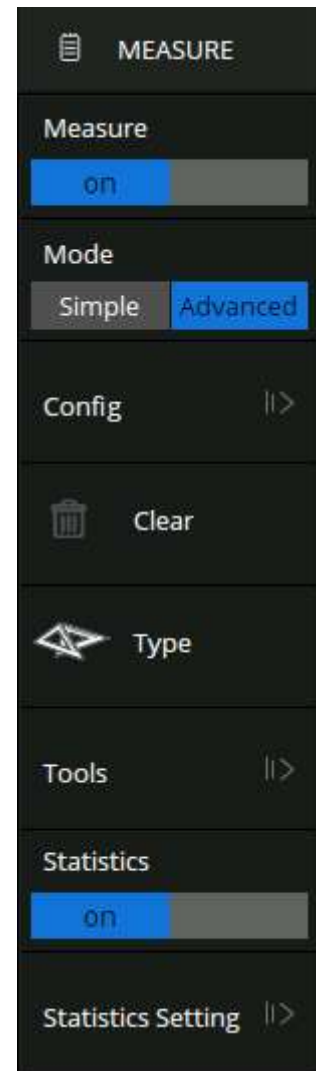 MEASURE
Measure
on
Mode
Simple Advanced
Config
Clear
Type
Tools
Statistics
on
Statistics Setting